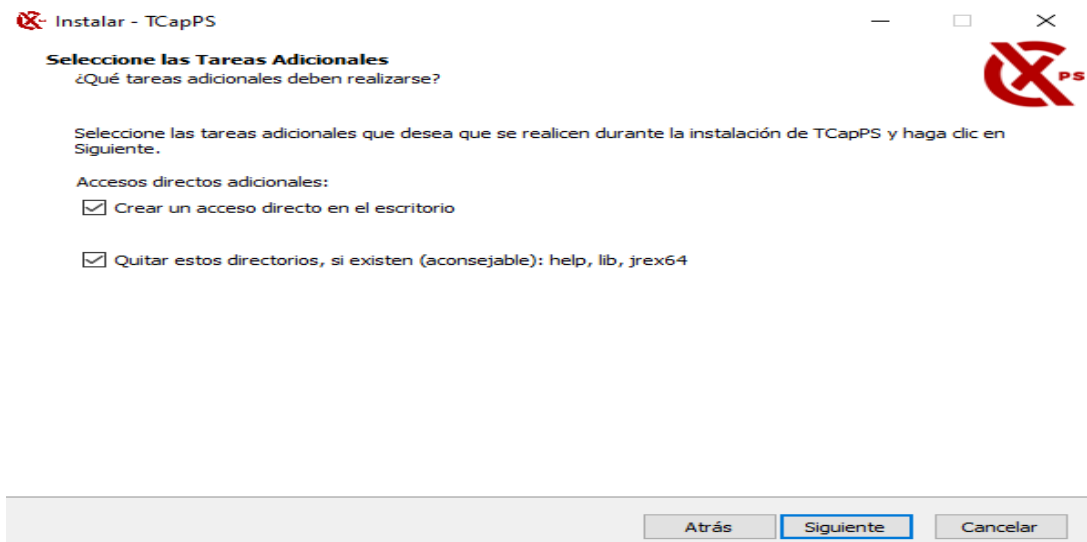 Instalar - TCapPS
Seleccione las Tareas Adicionales
¿Qué tareas adicionales deben realizarse?
PS
Seleccione las tareas adicionales que desea que se realicen durante la instalación de TCapPS y haga clic en
Siguiente.
Accesos directos adicionales:
Crear un acceso directo en el escritorio
Quitar estos directorios, si existen (aconsejable): help, lib, jrex64
Atrás Siguiente Cancelar